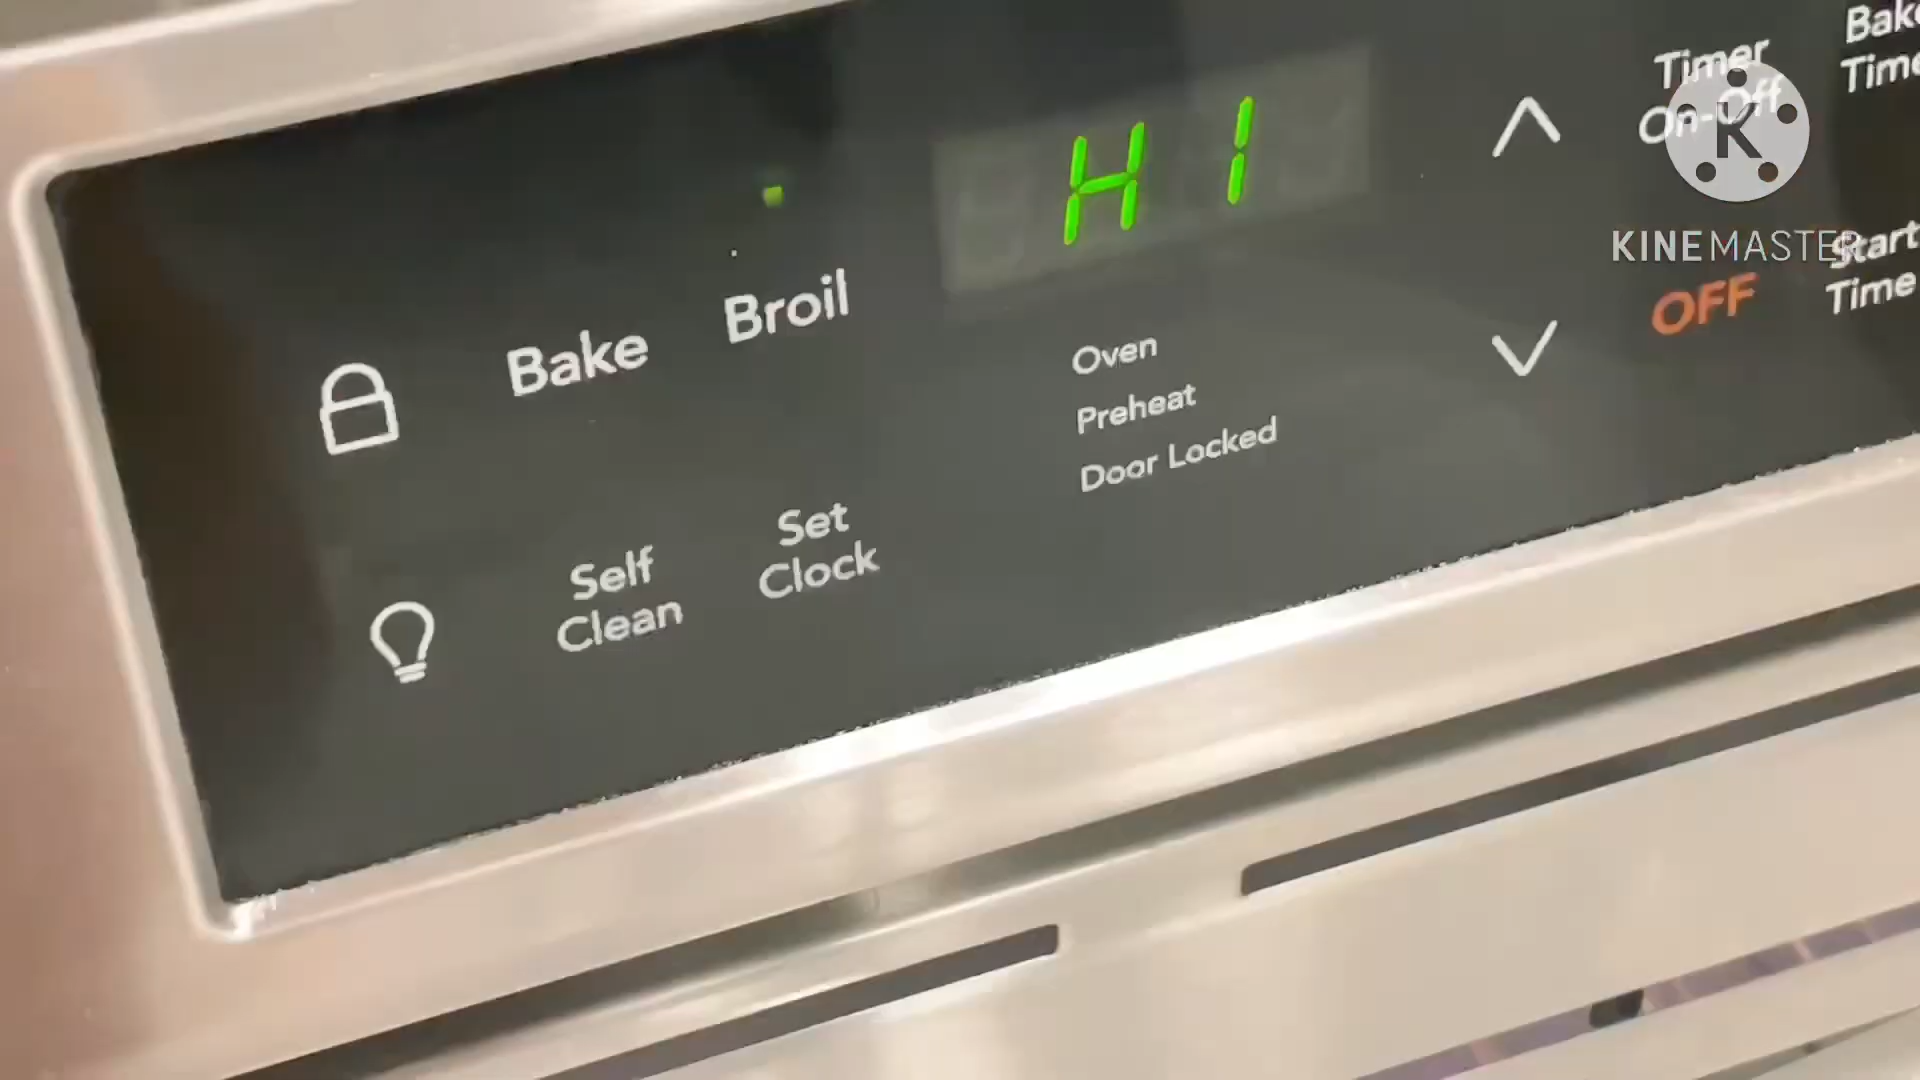 HI
Bake
Broil
Oven
Preheat
Door Locked
Self
Clean
Set
Clock
Timer
On-Off
OFF
Bake
Time
Start
Time
K
KINEMASTER